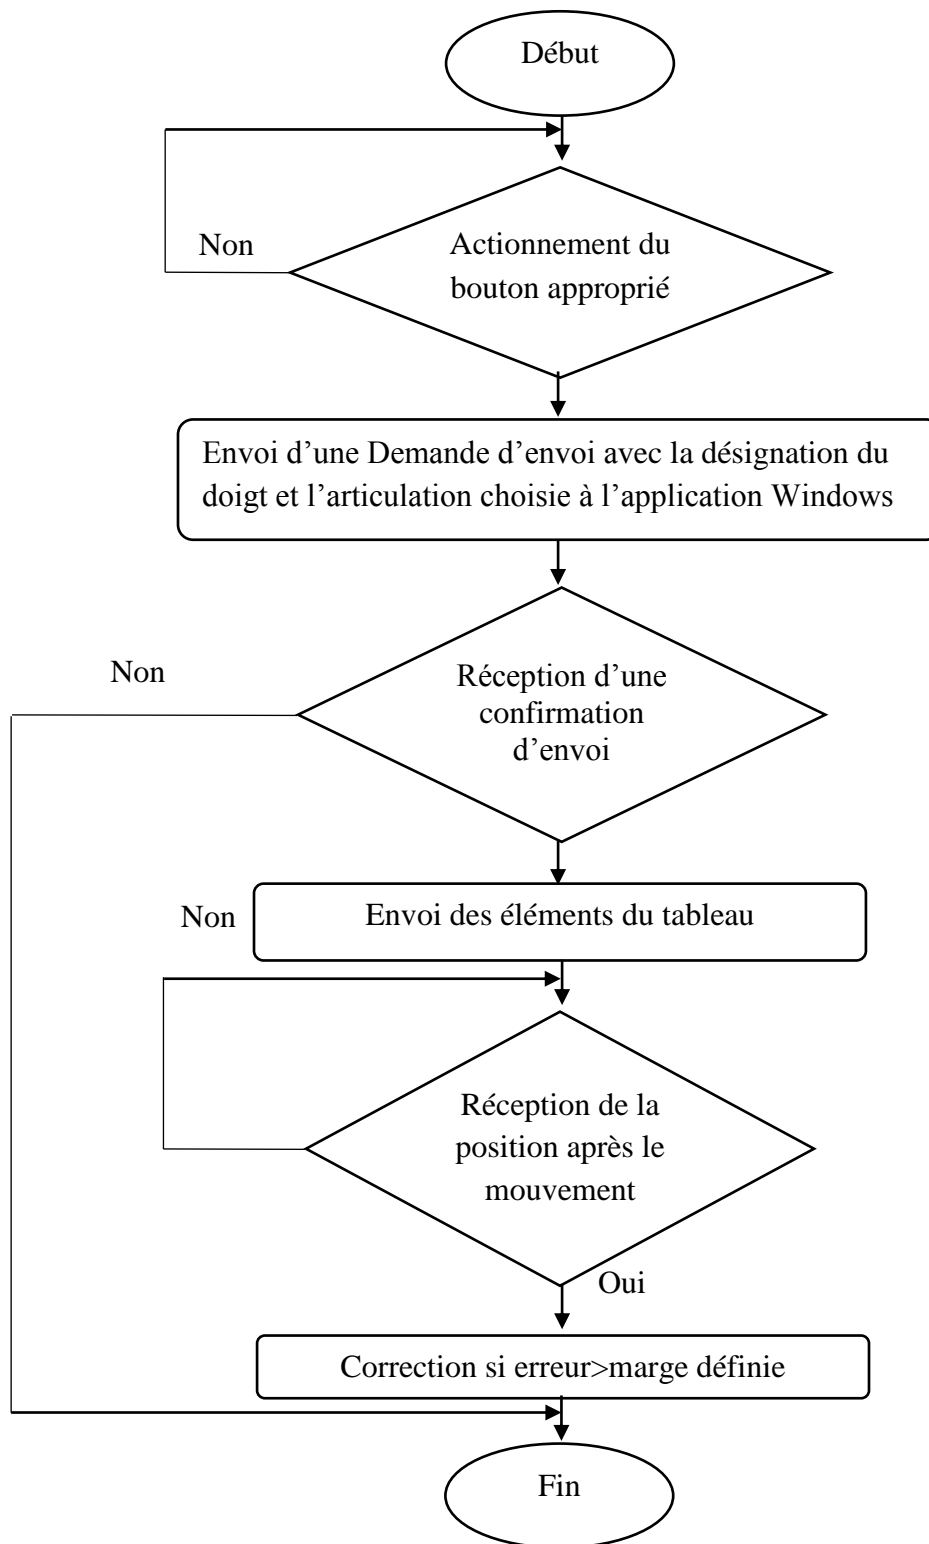 Début
Non
Actionnement du
bouton approprié
Envoi d’une Demande d’envoi avec la désignation du
doigt et l’articulation choisie à l’application Windows
Non
Réception d’une
confirmation
d’envoi
Non
Envoi des éléments du tableau
Réception de la
position après le
mouvement
Oui
Correction si erreur>marge définie
Fin